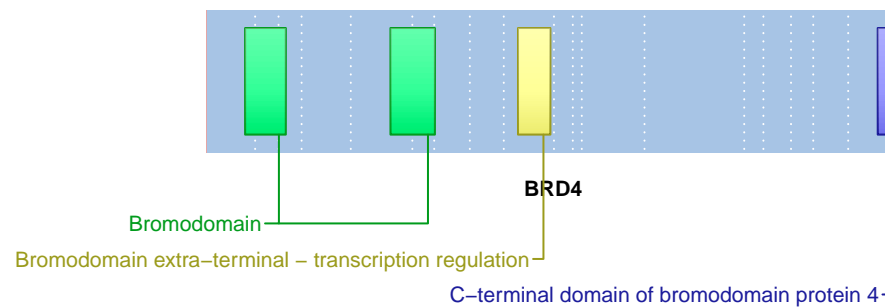 BRD4
Bromodomain
Bromodomain extra−terminal − transcription regulation
C−terminal domain of bromodomain protein 4